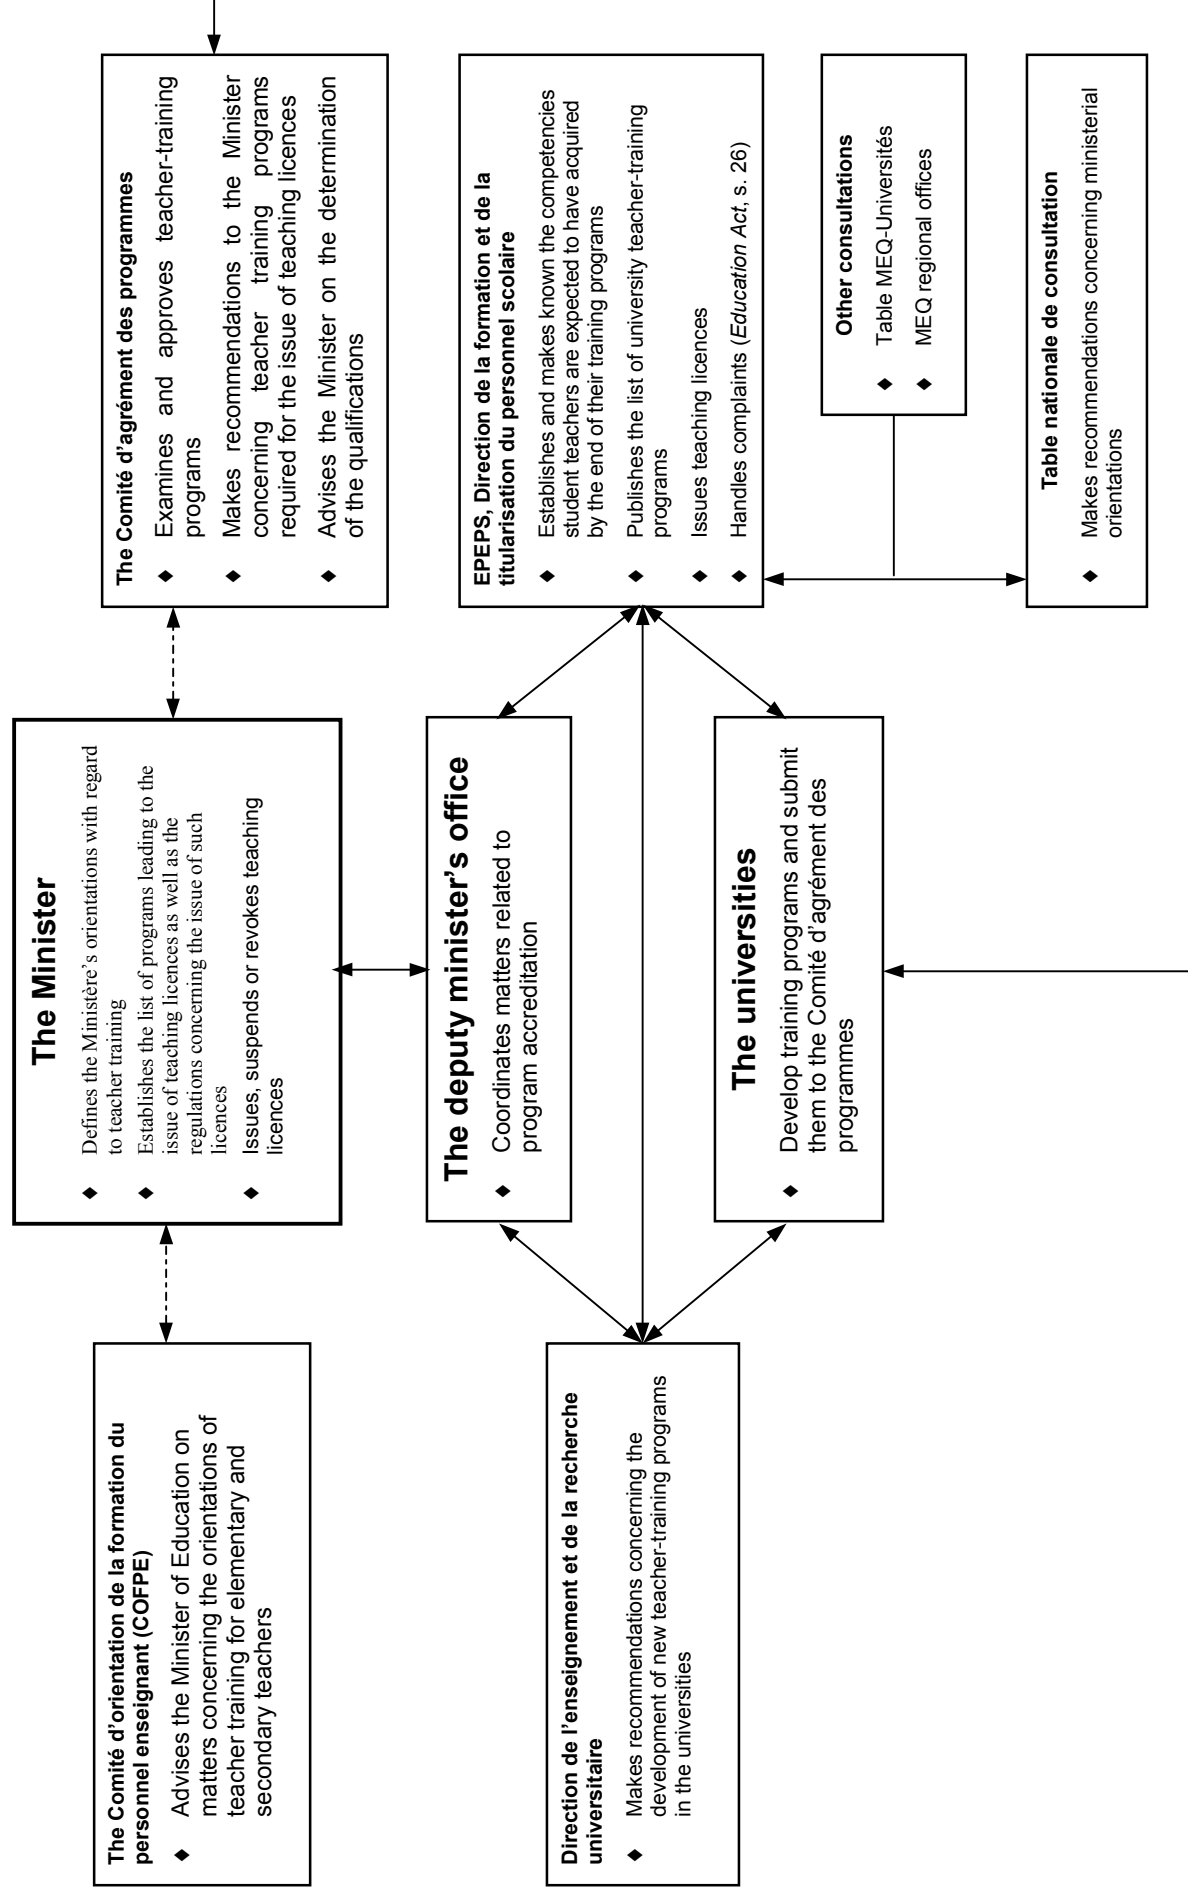 The Comité d'orientation de la formation du
personnel enseignant (COFPE)
♦ Advises the Minister of Education on
matters concerning the orientations of
teacher training for elementary and
secondary teachers
The Minister
♦ Defines the Ministère's orientations with regard
to teacher training
♦ Establishes the list of programs leading to the
issue of teaching licences as well as the
regulations concerning the issue of such
licences
♦ Issues, suspends or revokes teaching
licences
The Comité d'agrément des programmes
♦ Examines and approves teacher-training
programs
♦ Makes recommendations to the Minister
concerning teacher training programs
required for the issue of teaching licences
♦ Advises the Minister on the determination
of the qualifications
Direction de l'enseignement et de la recherche
universitaire
♦ Makes recommendations concerning the
development of new teacher-training programs
in the universities
The deputy minister's office
♦ Coordinates matters related to
program accreditation
The universities
♦ Develop training programs and submit
them to the Comité d'agrément des
programmes
EPEPS, Direction de la formation et de la
titularisation du personnel scolaire
♦ Establishes and makes known the competencies
student teachers are expected to have acquired
by the end of their training programs
♦ Publishes the list of university teacher-training
programs
♦ Issues teaching licences
♦ Handles complaints (Education Act, s. 26)
Other consultations
♦ Table MEQ-Universités
♦ MEQ regional offices
Table nationale de consultation
♦ Makes recommendations concerning ministerial
orientations